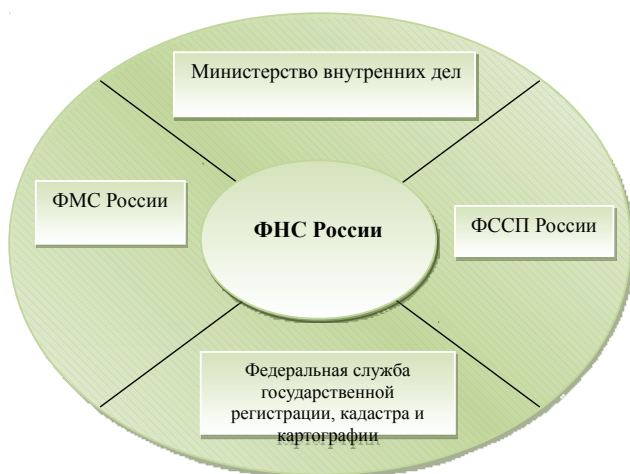 Министерство внутренних дел
ФМС России
ФНС России
ФССП России
Федеральная служба
государственной
регистрации, кадастра и
картографии